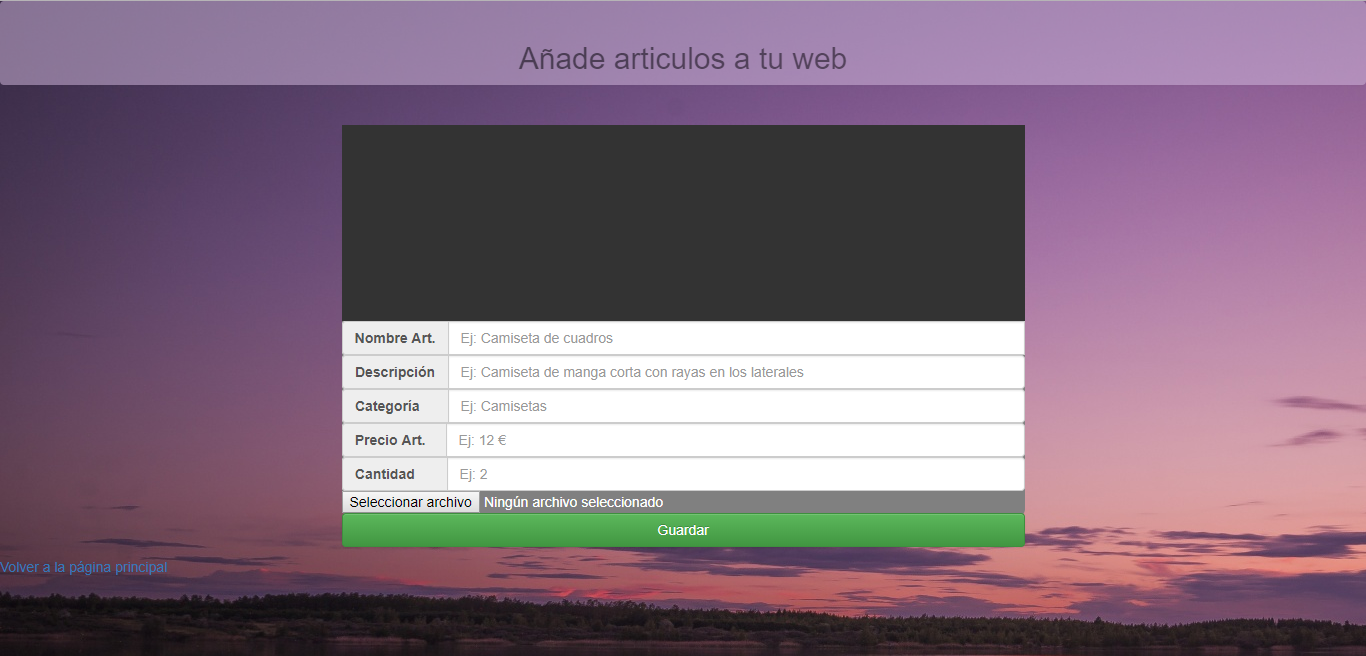 Añade articulos a tu web
Nombre Art. Ej: Camiseta de cuadros
Descripción Ej: Camiseta de manga corta con rayas en los laterales
Categoría Ej: Camisetas
Precio Art. Ej: 12 €
Cantidad Ej: 2
Seleccionar archivo Ningún archivo seleccionado
Guardar
Volver a la página principal